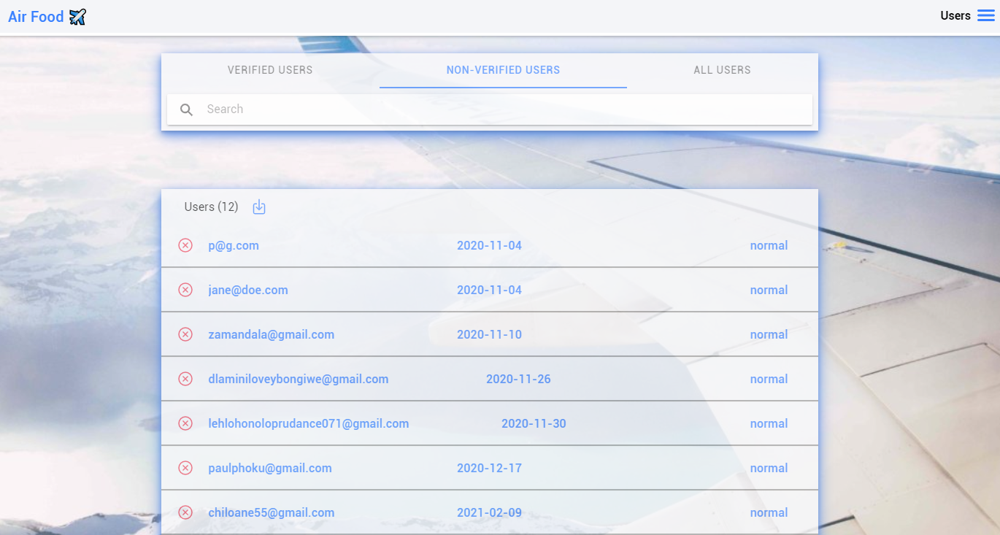 Air Food
Users
VERIFIED USERS NON-VERIFIED USERS ALL USERS
Search
Users (12)
p@g.com 2020-11-04 normal
jane@doe.com 2020-11-04 normal
zamandala@gmail.com 2020-11-10 normal
dlaminiloveybongiwe@gmail.com 2020-11-26 normal
lehlohonoloprudance071@gmail.com 2020-11-30 normal
paulphoku@gmail.com 2020-12-17 normal
chiloane55@gmail.com 2021-02-09 normal